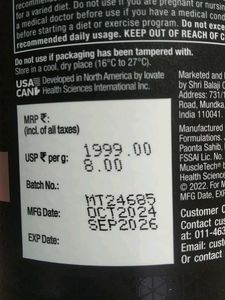 for a varied diet. Do not use if you are pregnant or nursing
a medical doctor before use if you have a medical
before starting a diet or exercise program. Do not
recommended daily usage. KEEP OUT OF REACH OF
Do not use if packaging has been tampered with.
Store in a cool, dry place (16°C to 27°C).
USA Developed in North America by Iovate
CAN Health Sciences International Inc.
MRP ₹:
(incl. of all taxes) 1999.00
USP ₹ per g: 8.00
Batch No.: MT24685
MFG Date: OCT2024
EXP Date: SEP2026
Marketed and
by Shri Balaji
Address: 751/
Road, Mundka,
India 110041.
Manufactured
Formulations
Paonta Sahib,
FSSAI Lic. No.
MuscleTech®
Health Sciences
© 2022. For M
MFG Date, EX
Customer C
Contact cus
at: 011-463
Email: cust
Or contact